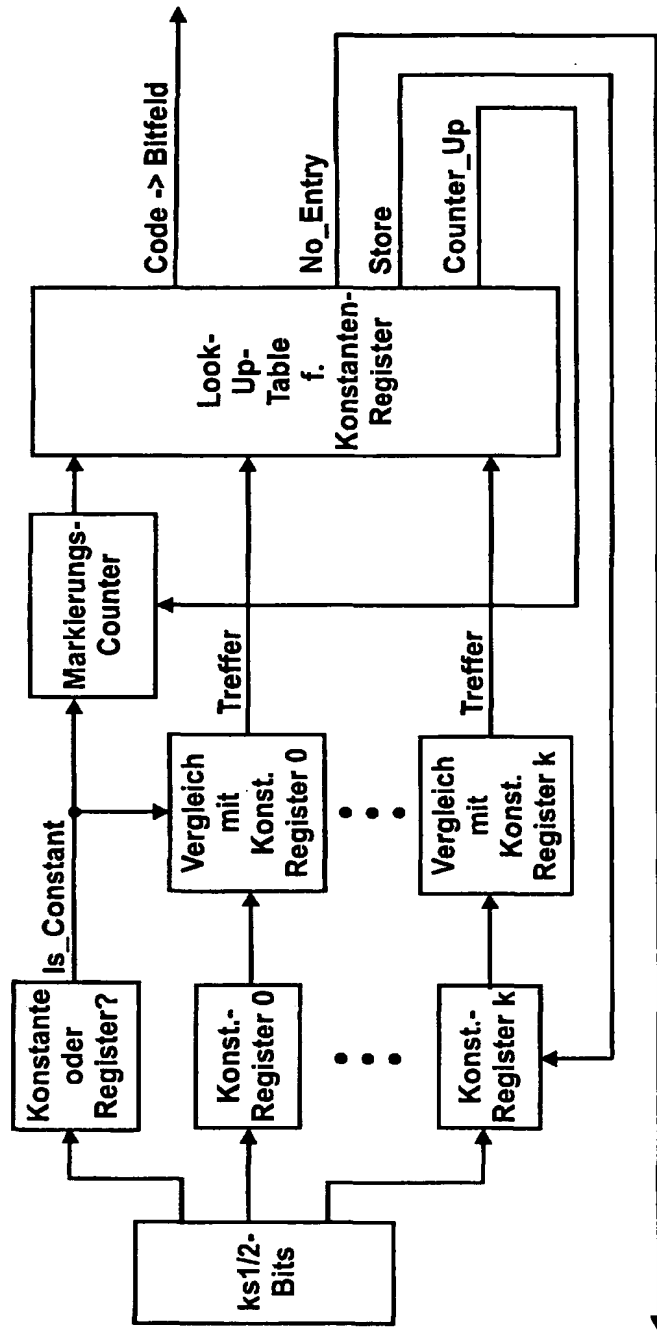 ks1/2-
Bits
Konstante
oder
Register?
Is_Constant
Konst.-
Register 0
Konst.-
Register k
Markierungs-
Counter
Vergleich
mit
Konst.
Register 0
Vergleich
mit
Konst.
Register k
Treffer
Treffer
Look-
Up-
Table
f.
Konstanten-
Register
Code -> Bitfeld
No_Entry
Store
Counter_Up